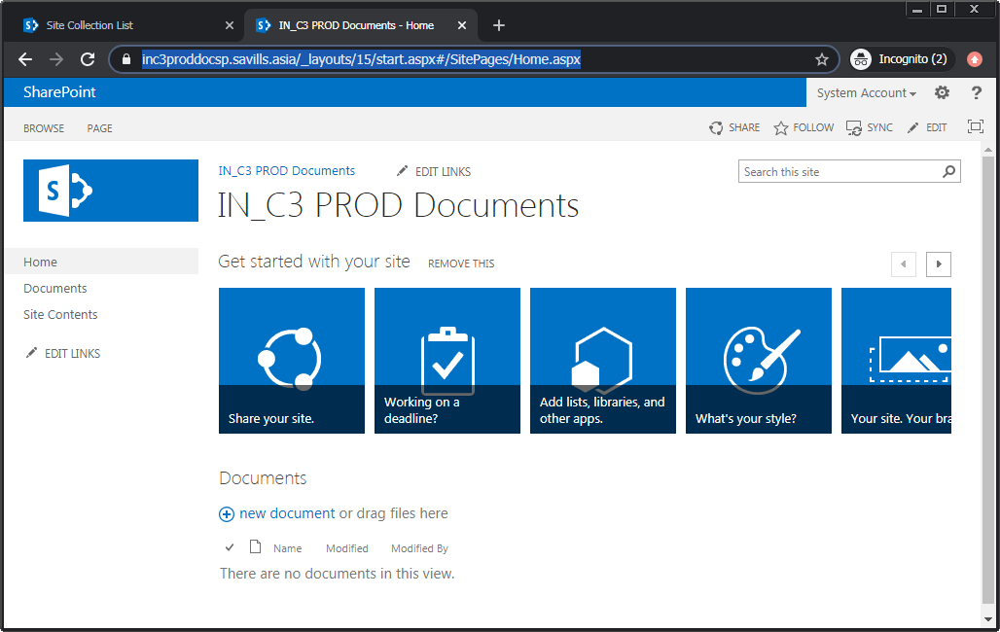 Site Collection List
IN_C3 PROD Documents - Home
inc3proddocsp.savills.asia/_layouts/15/start.aspx#/SitePages/Home.aspx
Incognito (2)
SharePoint
System Account
?
BROWSE PAGE
SHARE FOLLOW SYNC EDIT
S
IN_C3 PROD Documents
EDIT LINKS
Search this site
IN_C3 PROD Documents
Home
Documents
Site Contents
EDIT LINKS
Get started with your site REMOVE THIS
Share your site.
Working on a
deadline?
Add lists, libraries, and
other apps.
What's your style?
Your site. Your bra
Documents
new document or drag files here
Name Modified Modified By
There are no documents in this view.